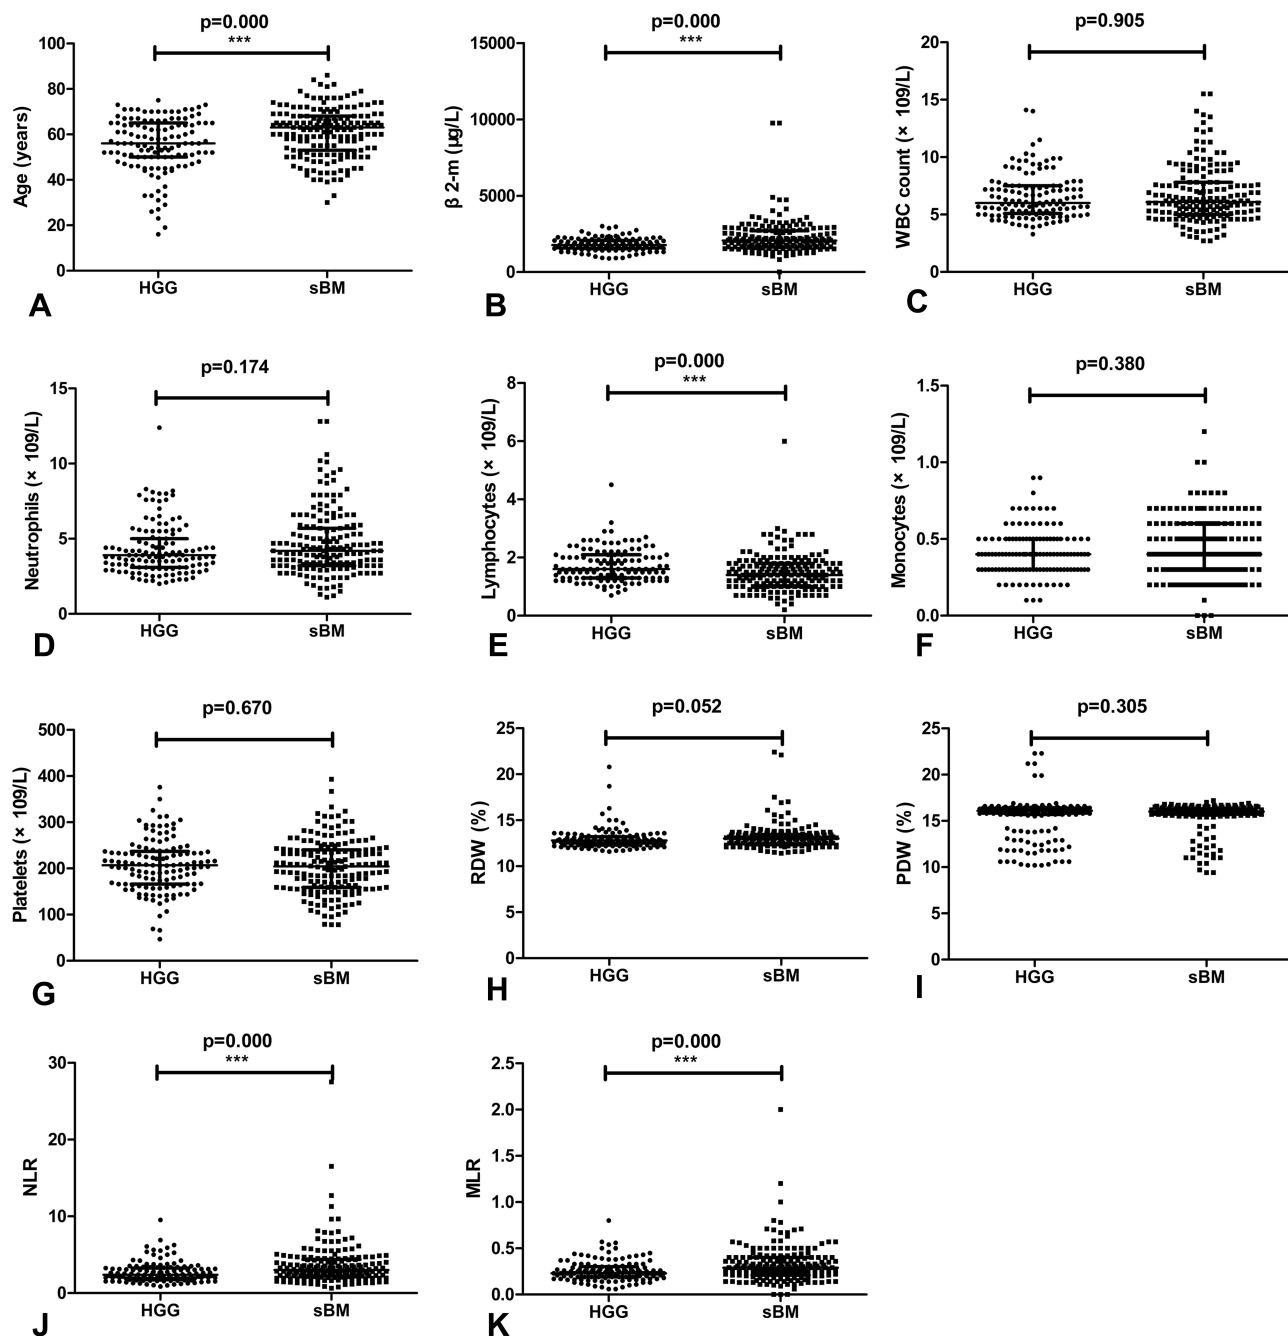 p=0.000
***
Age (years)
100
80
60
40
20
0
HGG
sBM
A
p=0.000
***
β 2-m (µg/L)
15000
10000
5000
0
HGG
sBM
B
p=0.905
WBC count (× 109/L)
20
15
10
5
0
HGG
sBM
C
p=0.174
Neutrophils (× 109/L)
15
10
5
0
HGG
sBM
D
p=0.000
***
Lymphocytes (× 109/L)
8
6
4
2
0
HGG
sBM
E
p=0.380
Monocytes (× 109/L)
1.5
1.0
0.5
0.0
HGG
sBM
F
p=0.670
Platelets (× 109/L)
500
400
300
200
100
0
HGG
sBM
G
p=0.052
RDW (%)
25
20
15
10
5
0
HGG
sBM
H
p=0.305
PDW (%)
25
20
15
10
5
0
HGG
sBM
I
p=0.000
***
NLR
30
20
10
0
HGG
sBM
J
p=0.000
***
MLR
2.5
2.0
1.5
1.0
0.5
0.0
HGG
sBM
K